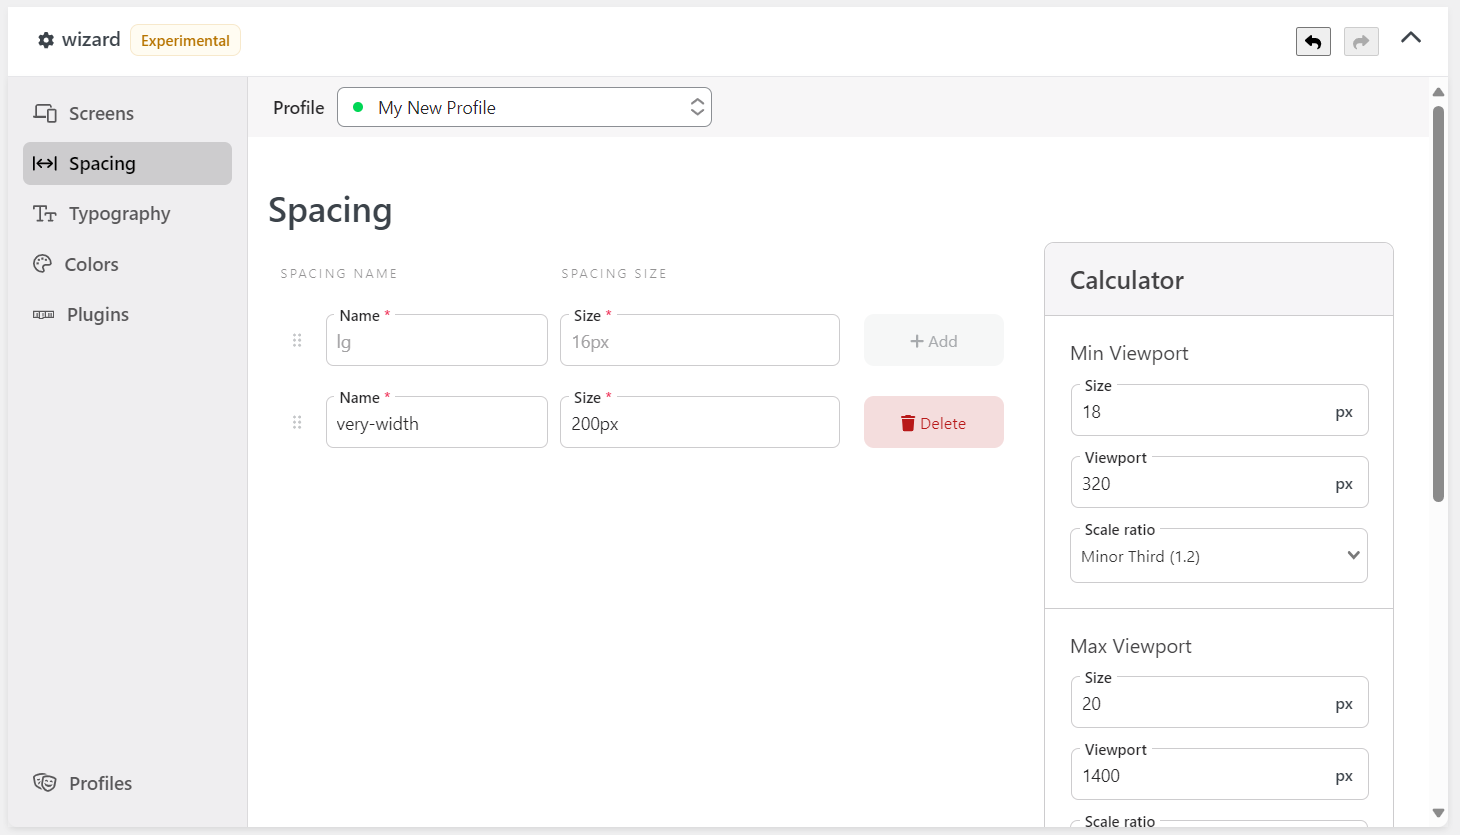 wizard Experimental
Screens
Spacing
Typography
Colors
Plugins
Profiles
Profile My New Profile
Spacing
SPACING NAME SPACING SIZE
Name * Size *
lg 16px + Add
Name * Size *
very-width 200px Delete
Calculator
Min Viewport
Size
18 px
Viewport
320 px
Scale ratio
Minor Third (1.2)
Max Viewport
Size
20 px
Viewport
1400 px
Scale ratio